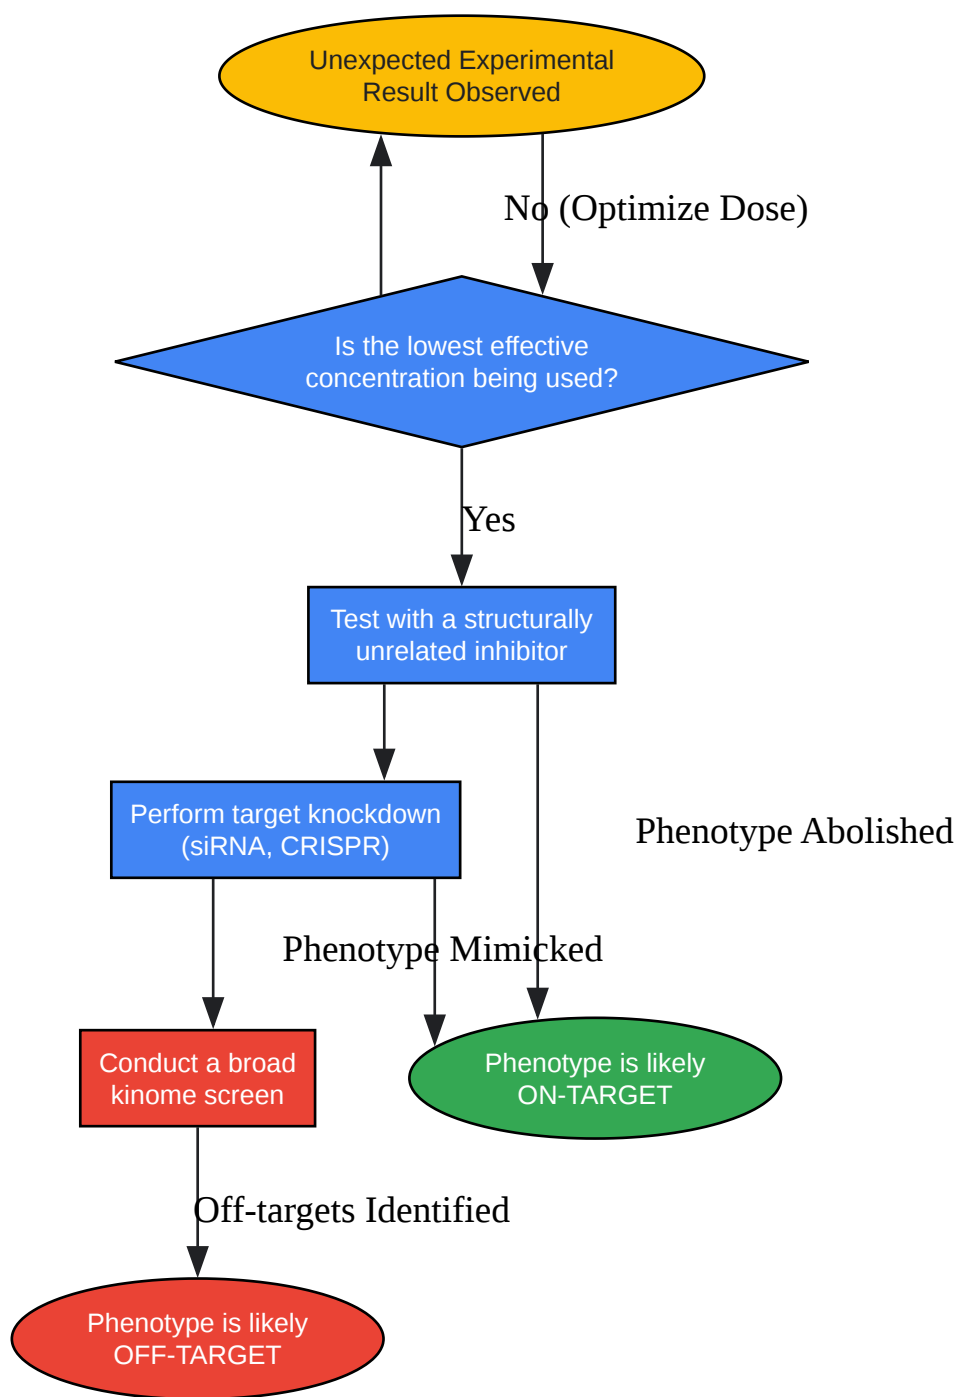 Unexpected Experimental
Result Observed
No (Optimize Dose)
Is the lowest effective
concentration being used?
Yes
Test with a structurally
unrelated inhibitor
Perform target knockdown
(siRNA, CRISPR)
Phenotype Abolished
Phenotype Mimicked
Conduct a broad
kinome screen
Phenotype is likely
ON-TARGET
Off-targets Identified
Phenotype is likely
OFF-TARGET